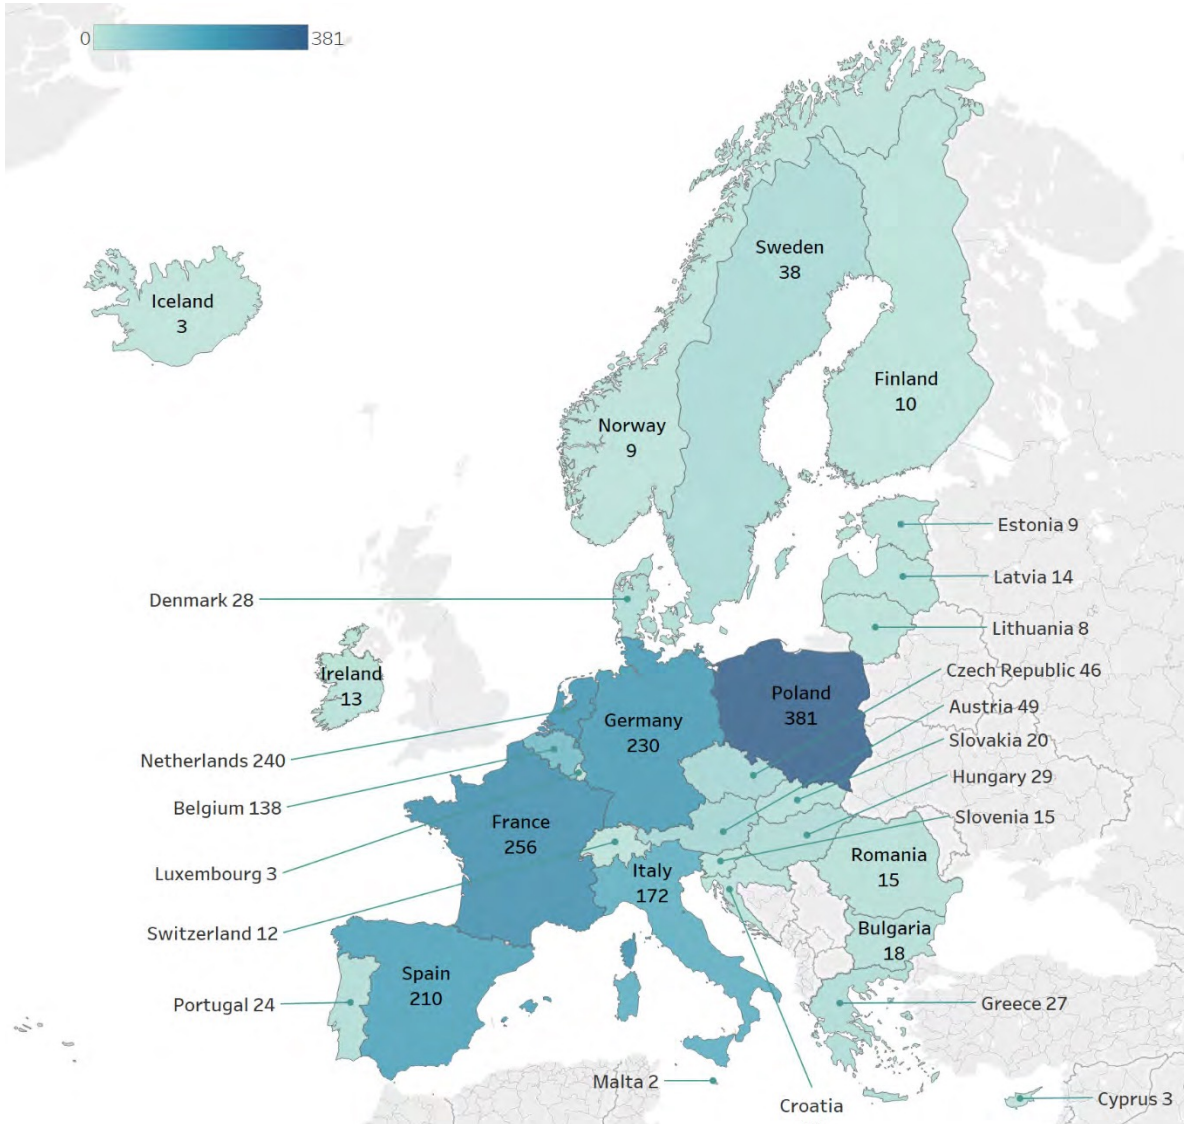 0 381
Iceland
3
Sweden
38
Finland
10
Norway
9
Estonia 9
Latvia 14
Denmark 28
Lithuania 8
Ireland
13
Czech Republic 46
Poland
381
Austria 49
Germany
230
Slovakia 20
Netherlands 240
Hungary 29
Belgium 138
Slovenia 15
France
256
Romania
15
Luxembourg 3
Italy
172
Switzerland 12
Bulgaria
18
Spain
210
Portugal 24
Greece 27
Malta 2
Croatia
Cyprus 3